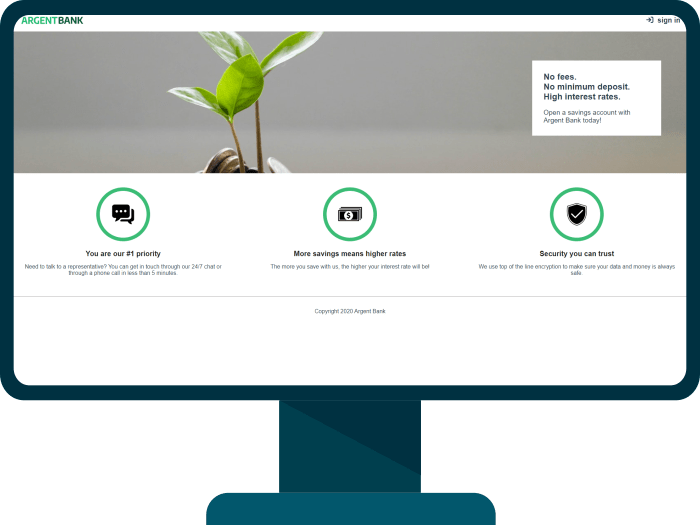 ARGENTBANK
sign in
No fees.
No minimum deposit.
High interest rates.
Open a savings account with
Argent Bank today!
$
You are our #1 priority
Need to talk to a representative? You can get in touch through our 24/7 chat or
through a phone call in less than 5 minutes.
More savings means higher rates
The more you save with us, the higher your interest rate will be!
Security you can trust
We use top of the line encryption to make sure your data and money is always
safe.
Copyright 2020 Argent Bank